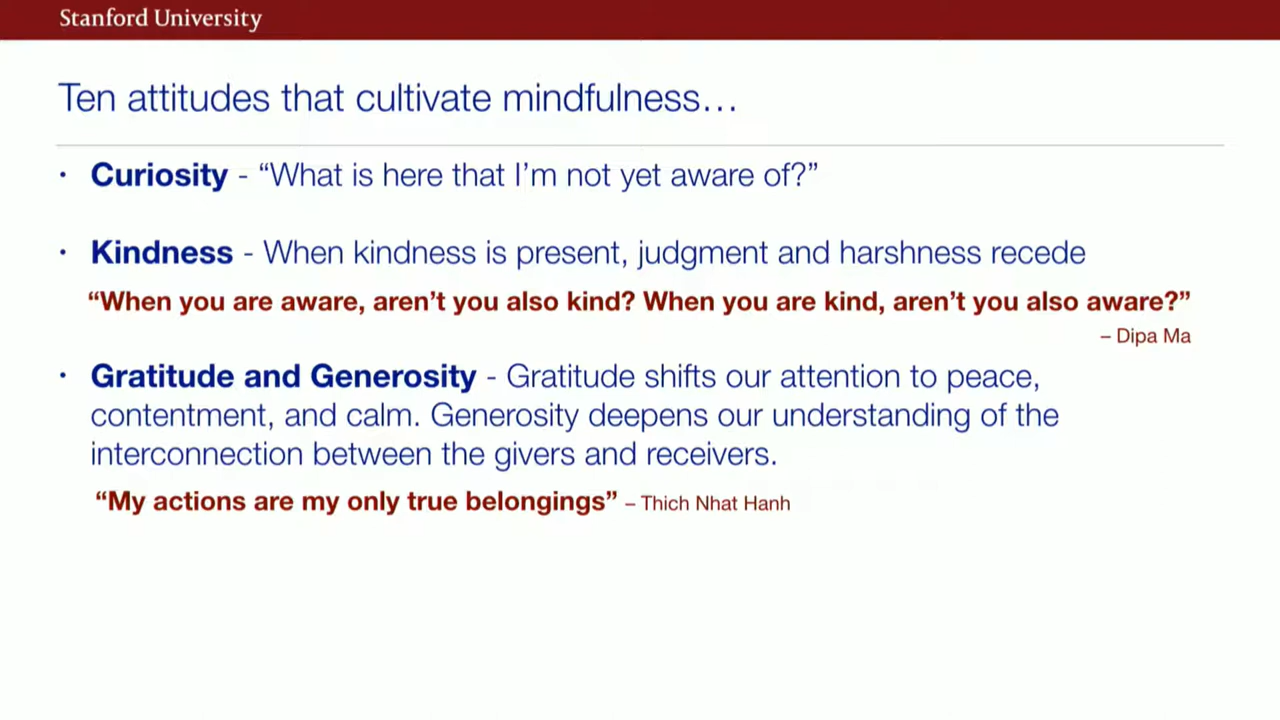 Stanford University
Ten attitudes that cultivate mindfulness…
• Curiosity - “What is here that I’m not yet aware of?”
• Kindness - When kindness is present, judgment and harshness recede
“When you are aware, aren’t you also kind? When you are kind, aren’t you also aware?”
– Dipa Ma
• Gratitude and Generosity - Gratitude shifts our attention to peace,
contentment, and calm. Generosity deepens our understanding of the
interconnection between the givers and receivers.
“My actions are my only true belongings” – Thich Nhat Hanh